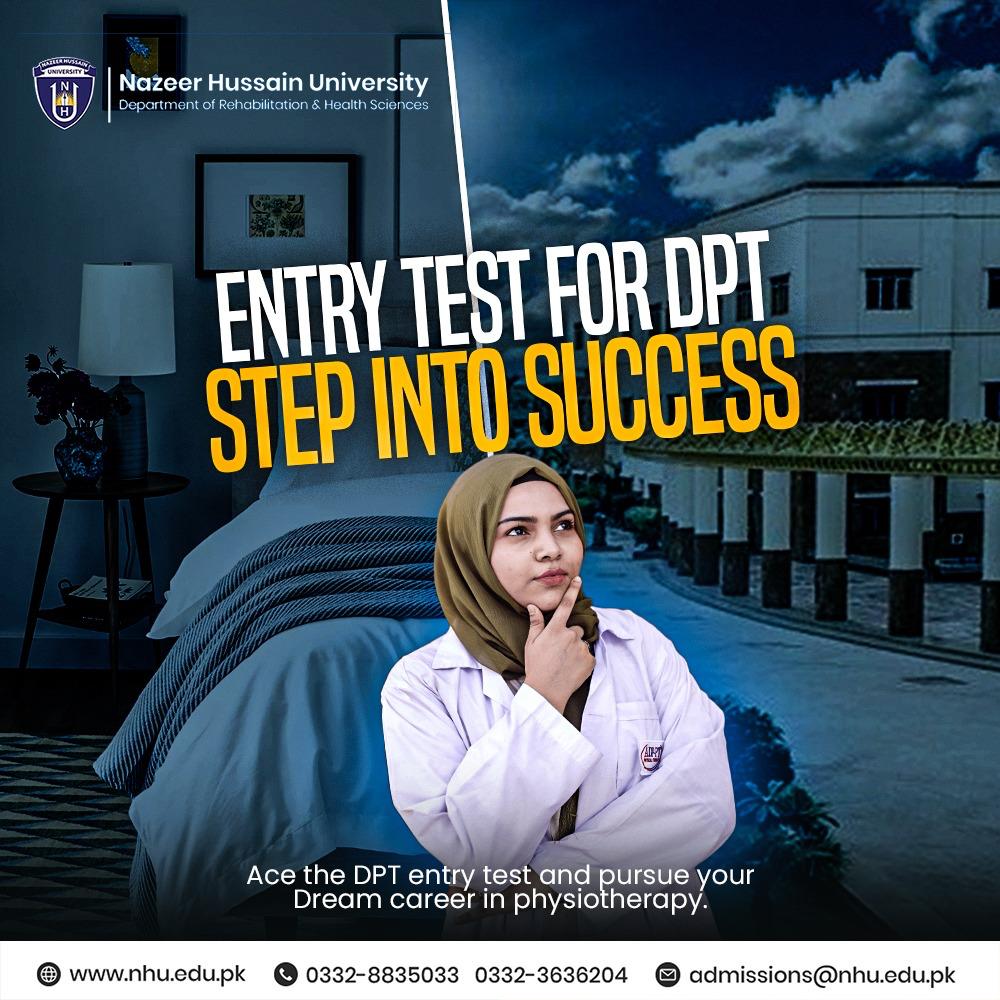 NAZEER HUSSAIN
UNIVERSITY
N
U
H
Nazeer Hussain University
Department of Rehabilitation & Health Sciences
ENTRY TEST FOR DPT
STEP INTO SUCCESS
Ace the DPT entry test and pursue your
Dream career in physiotherapy.
www.nhu.edu.pk 0332-8835033 0332-3636204 admissions@nhu.edu.pk